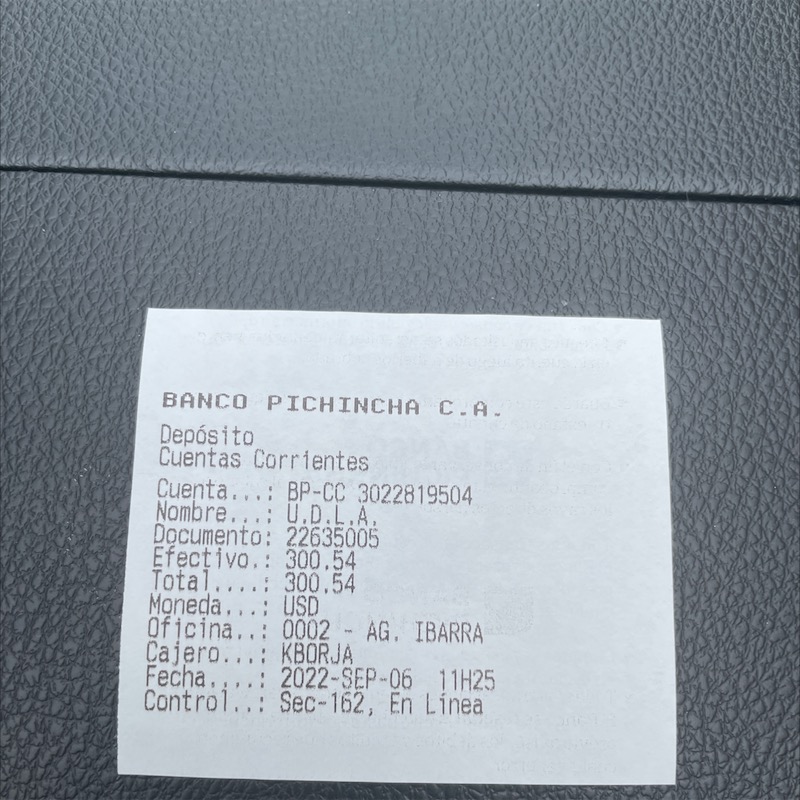 BANCO PICHINCHA C.A.
Depósito
Cuentas Corrientes
Cuenta...: BP-CC 3022819504
Nombre...: U.D.L.A.
Documento: 22635005
Efectivo.: 300.54
Total....: 300.54
Moneda...: USD
Oficina..: 0002 - AG. IBARRA
Cajero...: KBORJA
Fecha....: 2022-SEP-06 11H25
Control..: Sec-162, En Línea